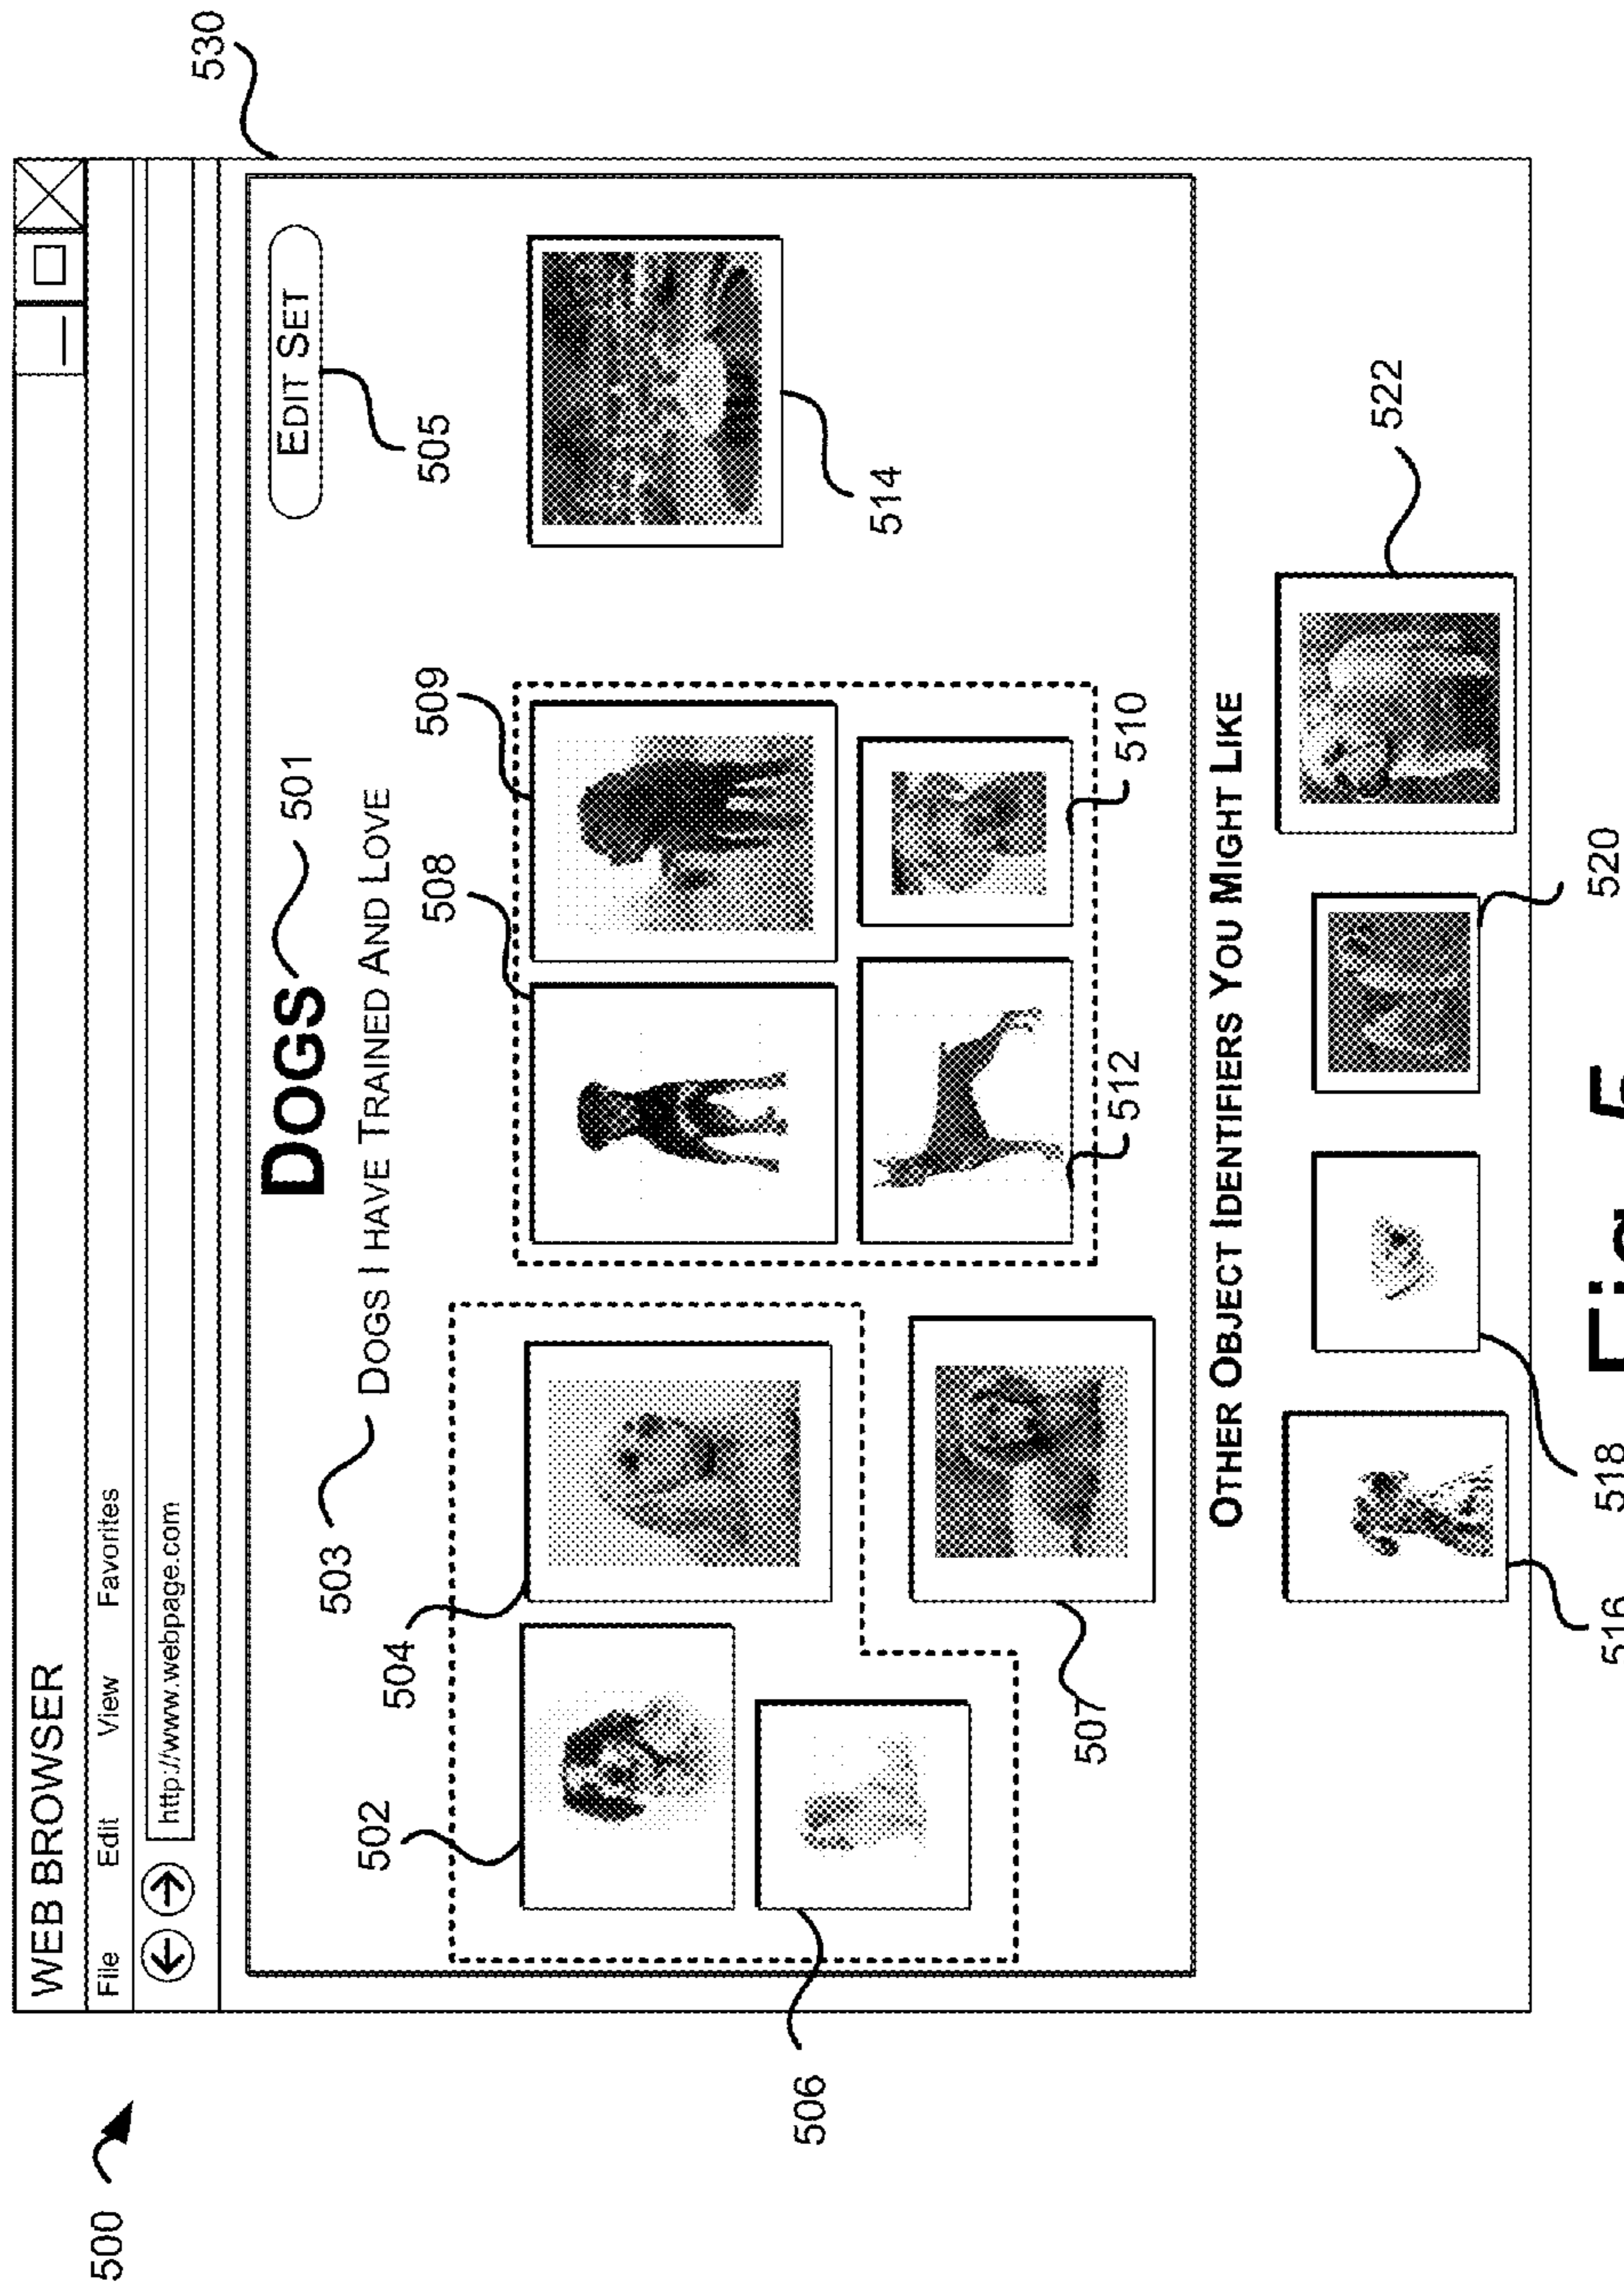 500
WEB BROWSER
File Edit View Favorites
http://www.webpage.com
530
DOGS 501
EDIT SET
505
503 DOGS I HAVE TRAINED AND LOVE
502
504
508
509
506
507
512
510
514
OTHER OBJECT IDENTIFIERS YOU MIGHT LIKE
522
516
518
520
Fig. 5